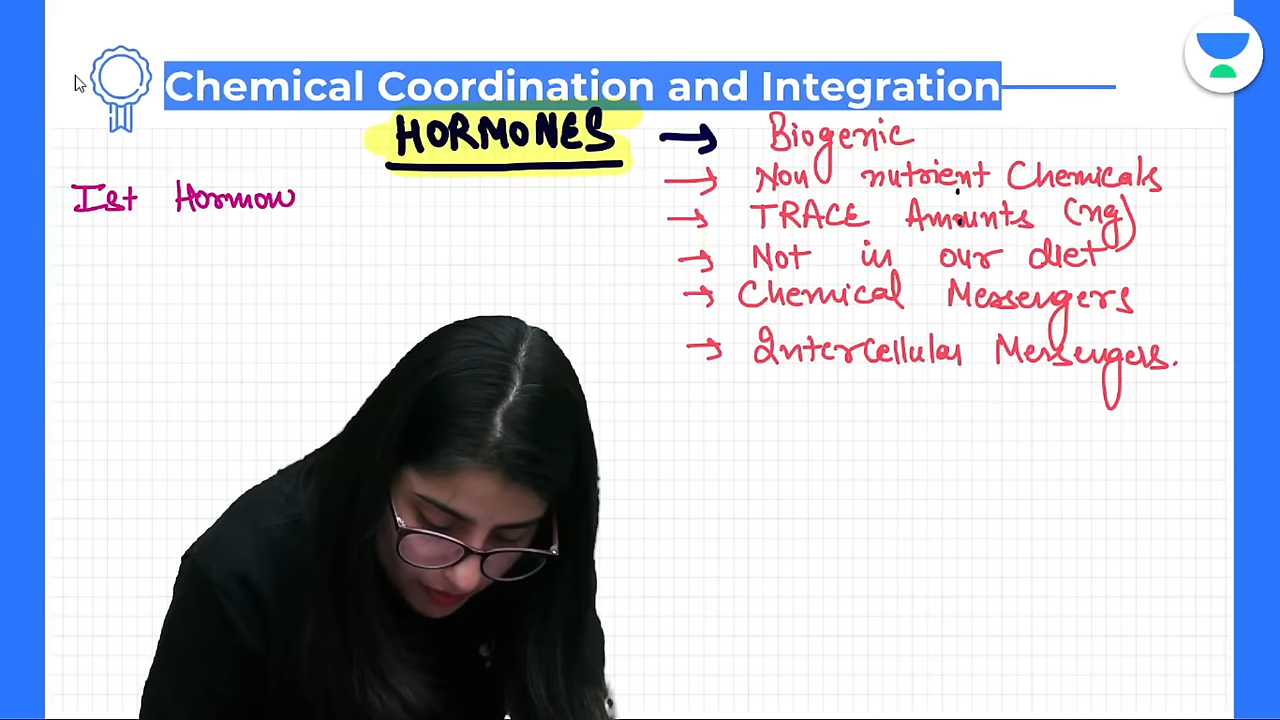 Chemical Coordination and Integration
HORMONES → Biogenic
→ Non nutrient Chemicals
→ TRACE Amounts (ng)
→ Not in our diet
→ Chemical Messengers
→ Intercellular Messengers.
Ist Hormon